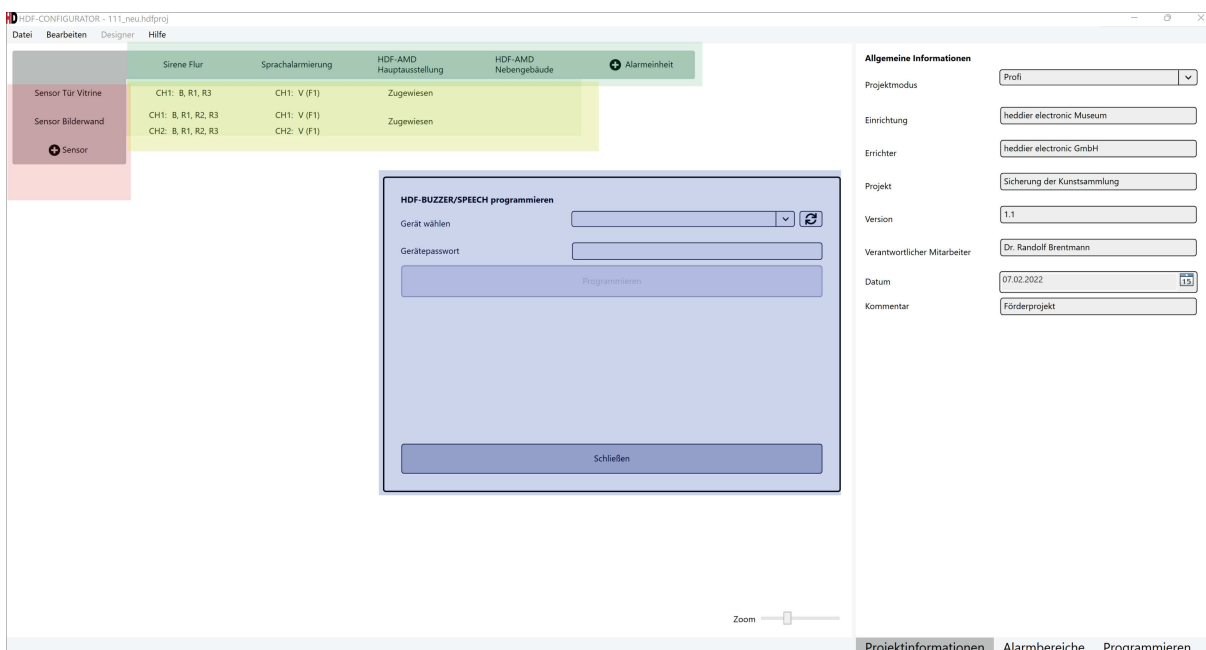 HD HDF-CONFIGURATOR - 111_neu.hdfproj
Datei Bearbeiten Designer Hilfe
Sirene Flur Sprachalarmierung HDF-AMD Hauptausstellung HDF-AMD Nebengebäude Alarmeinheit
Sensor Tür Vitrine CH1: B, R1, R3 CH1: V (F1) Zugewiesen
Sensor Bilderwand CH1: B, R1, R2, R3 CH1: V (F1) Zugewiesen
CH2: B, R1, R2, R3 CH2: V (F1)
Sensor
HDF-BUZZER/SPEECH programmieren
Gerät wählen
Gerätepasswort
Programmieren
Schließen
Zoom
Allgemeine Informationen
Projektmodus Profi
Einrichtung heddier electronic Museum
Errichter heddier electronic GmbH
Projekt Sicherung der Kunstsammlung
Version 1.1
Verantwortlicher Mitarbeiter Dr. Randolf Brentmann
Datum 07.02.2022 15
Kommentar Förderprojekt
Projektinformationen Alarmbereiche Programmieren